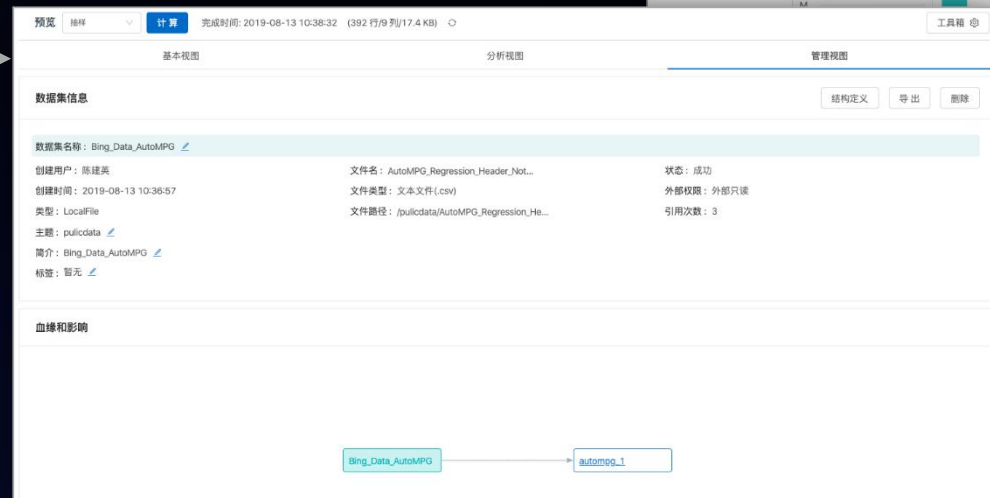 M
预览 抽样 计算 完成时间: 2019-08-13 10:38:32 (392 行/9 列/17.4 KB) 工具箱
基本视图 分析视图 管理视图
数据集信息 结构定义 导出 删除
数据集名称: Bing_Data_AutoMPG
创建用户: 陈建英 文件名: AutoMPG_Regression_Header_Not... 状态: 成功
创建时间: 2019-08-13 10:36:57 文件类型: 文本文件(.csv) 外部权限: 外部只读
类型: LocalFile 文件路径: /pulicdata/AutoMPG_Regression_He... 引用次数: 3
主题: pulicdata
简介: Bing_Data_AutoMPG
标签: 暂无
血缘和影响
Bing_Data_AutoMPG autompg_1